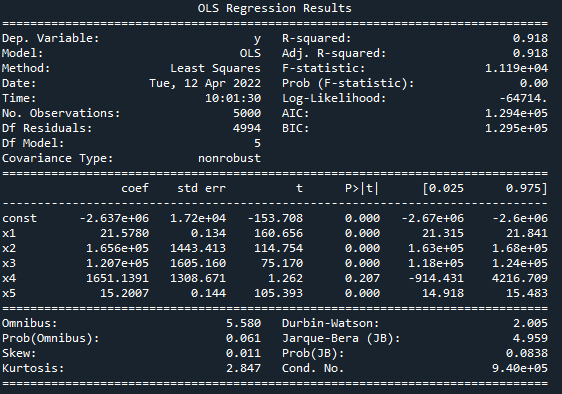 OLS Regression Results
==============================================================================
Dep. Variable:                      y   R-squared:                       0.918
Model:                            OLS   Adj. R-squared:                  0.918
Method:                 Least Squares   F-statistic:                 1.119e+04
Date:                Tue, 12 Apr 2022   Prob (F-statistic):               0.00
Time:                        10:01:30   Log-Likelihood:                -64714.
No. Observations:                5000   AIC:                         1.294e+05
Df Residuals:                    4994   BIC:                         1.295e+05
Df Model:                           5
Covariance Type:            nonrobust
==============================================================================
                 coef    std err          t      P>|t|      [0.025      0.975]
------------------------------------------------------------------------------
const      -2.637e+06   1.72e+04   -153.708      0.000   -2.67e+06    -2.6e+06
x1            21.5780      0.134    160.656      0.000      21.315      21.841
x2          1.656e+05   1443.413    114.754      0.000    1.63e+05    1.68e+05
x3          1.207e+05   1605.160     75.170      0.000    1.18e+05    1.24e+05
x4          1651.1391   1308.671      1.262      0.207    -914.431    4216.709
x5            15.2007      0.144    105.393      0.000      14.918      15.483
==============================================================================
Omnibus:                        5.580   Durbin-Watson:                   2.005
Prob(Omnibus):                  0.061   Jarque-Bera (JB):                4.959
Skew:                           0.011   Prob(JB):                       0.0838
Kurtosis:                       2.847   Cond. No.                     9.40e+05
==============================================================================